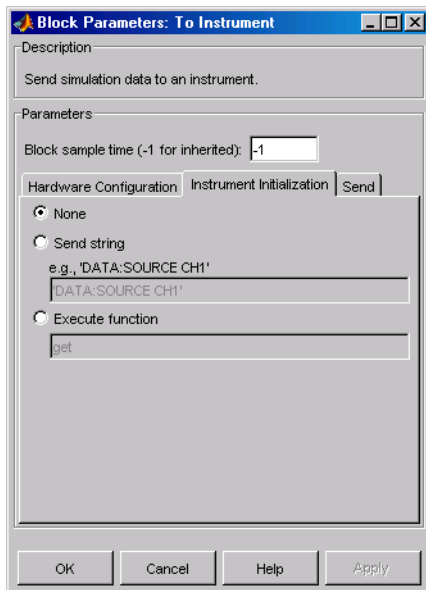 Block Parameters: To Instrument
Description
Send simulation data to an instrument.
Parameters
Block sample time (-1 for inherited): -1
Hardware Configuration Instrument Initialization Send
None
Send string
e.g., 'DATA:SOURCE CH1'
'DATA:SOURCE CH1'
Execute function
get
OK Cancel Help Apply